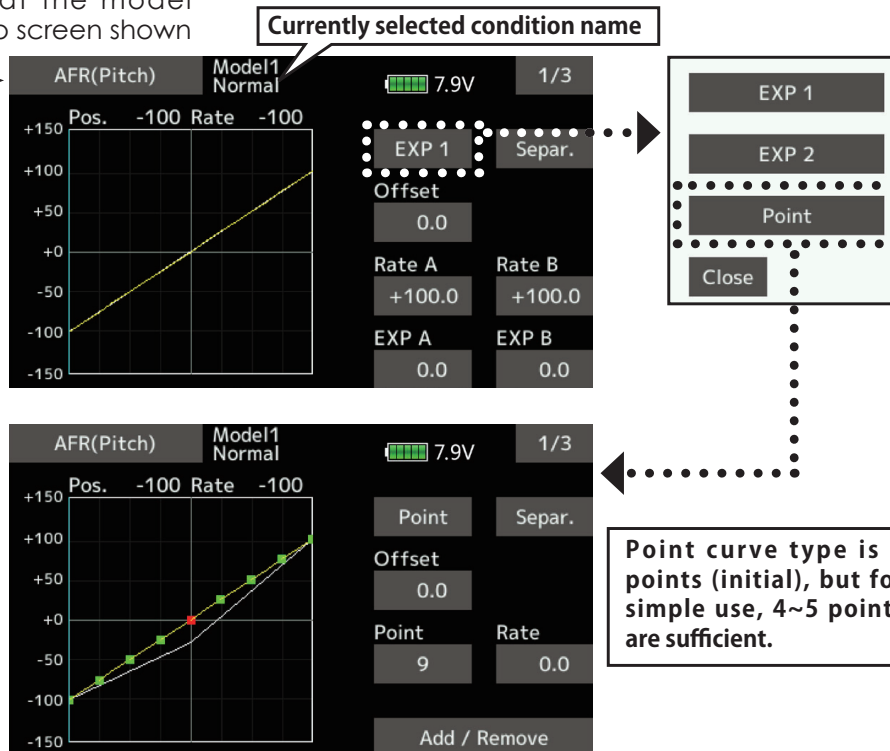 at the model
screen shown
Currently selected condition name
AFR(Pitch)
Model1
Normal
7.9V
1/3
Pos. -100 Rate -100
+150
+100
+50
+0
-50
-100
-150
EXP 1
Separ.
Offset
0.0
Rate A
Rate B
+100.0
+100.0
EXP A
EXP B
0.0
0.0
EXP 1
EXP 2
Point
Close
AFR(Pitch)
Model1
Normal
7.9V
1/3
Pos. -100 Rate -100
+150
+100
+50
+0
-50
-100
-150
Point
Separ.
Offset
0.0
Point
Rate
9
0.0
Add / Remove
Point curve type is
points (initial), but fo
simple use, 4~5 point
are sufficient.